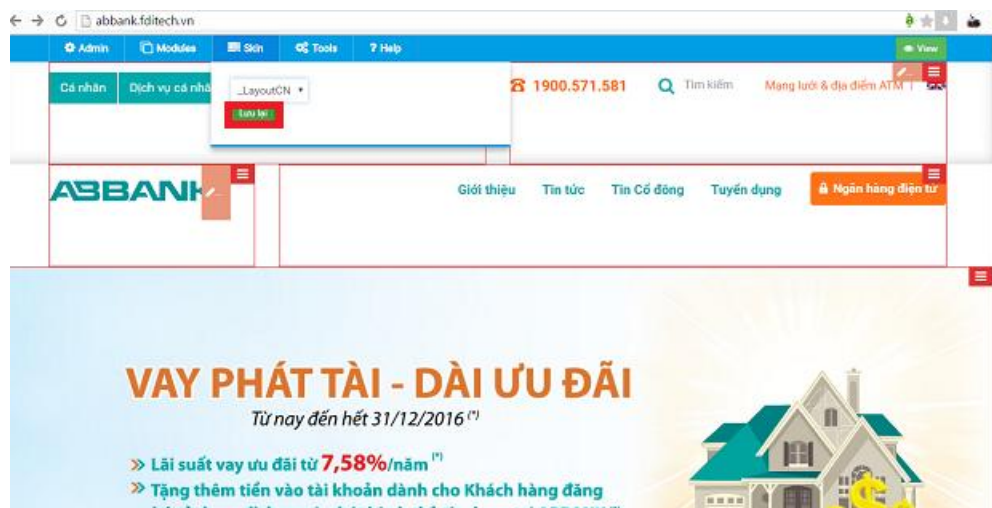 abbank.fditech.vn
Admin Modules Skin Tools ? Help View
Cá nhân Dịch vụ cá nhâ _LayoutCN 1900.571.581 Tìm kiếm Mạng lưới & địa điểm ATM
Lưu lại
ABBANK Giới thiệu Tin tức Tin Cổ đông Tuyển dụng Ngân hàng điện tử
VAY PHÁT TÀI - DÀI ƯU ĐÃI
Từ nay đến hết 31/12/2016 (*)
Lãi suất vay ưu đãi từ 7,58%/năm (*)
Tặng thêm tiền vào tài khoản dành cho Khách hàng đăng